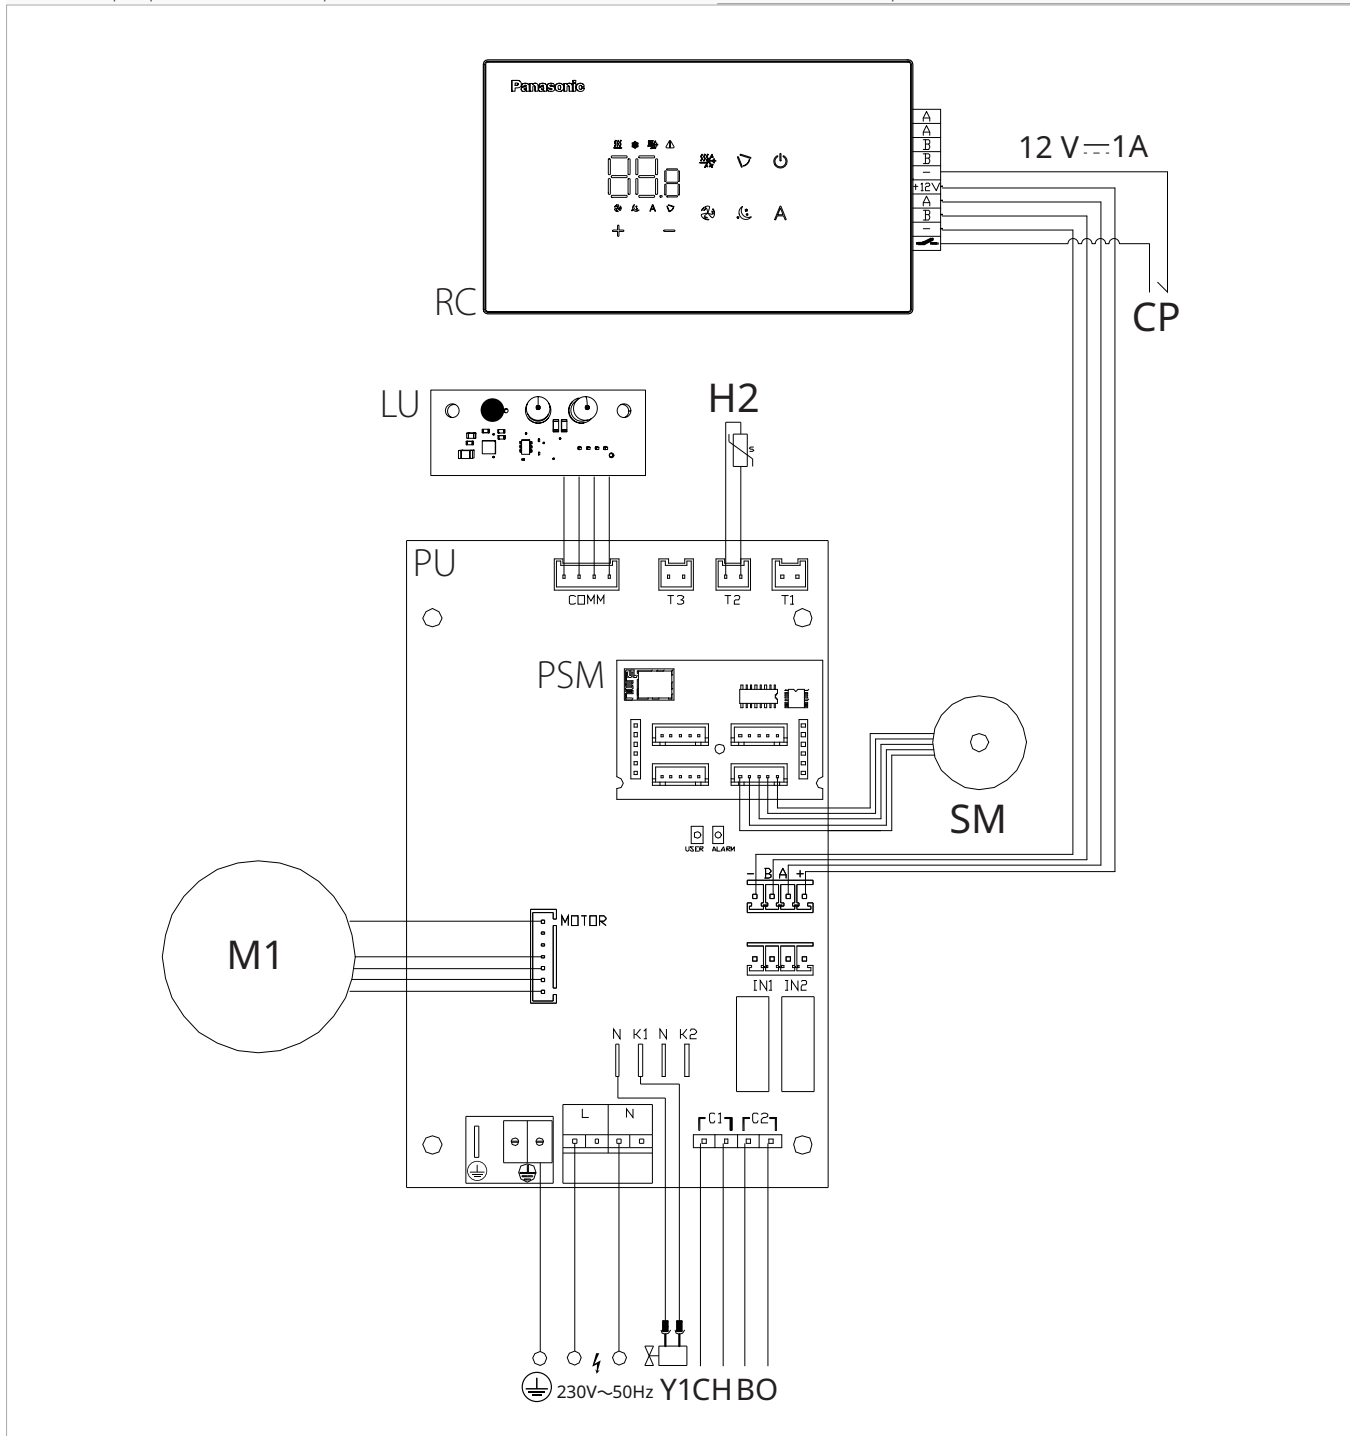 Panasonic
A
A
B
B
-
+12V
A
B
-
12 V 1A
A
RC
CP
LU
H2
S
PU
COMM
T3
T2
T1
PSM
SM
USER
ALARM
- B A +
MOTOR
M1
IN1 IN2
N K1 N K2
L N
C1 C2
230V~50Hz
Y1CH BO